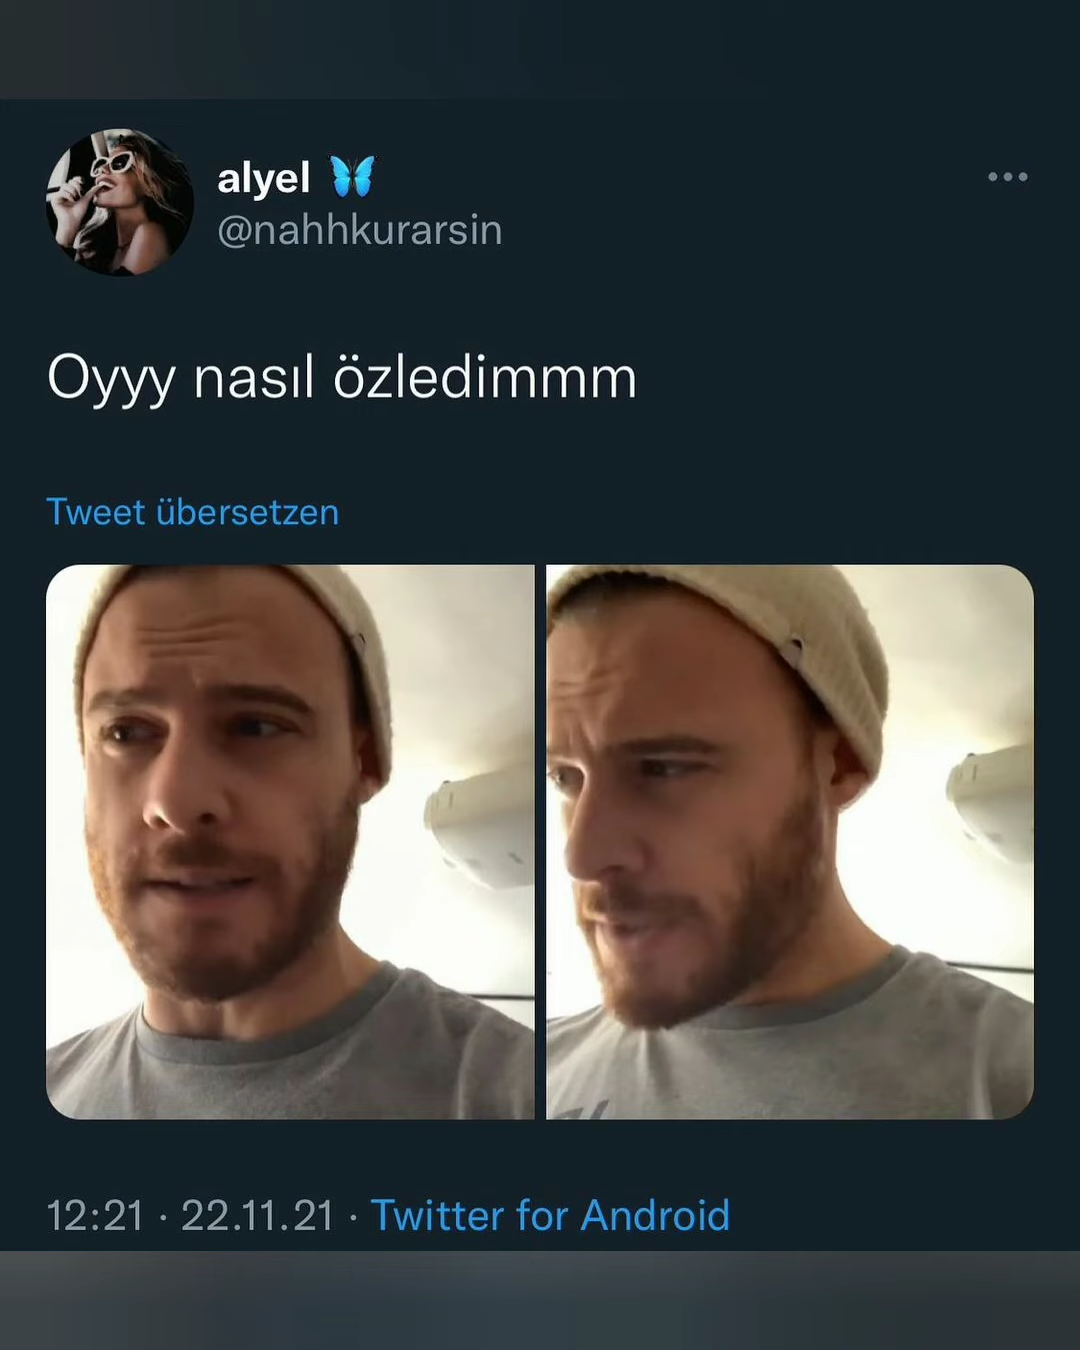 alyel 🦋
@nahhkurarsin
Oyyy nasıl özledimmm
Tweet übersetzen
12:21 · 22.11.21 · Twitter for Android